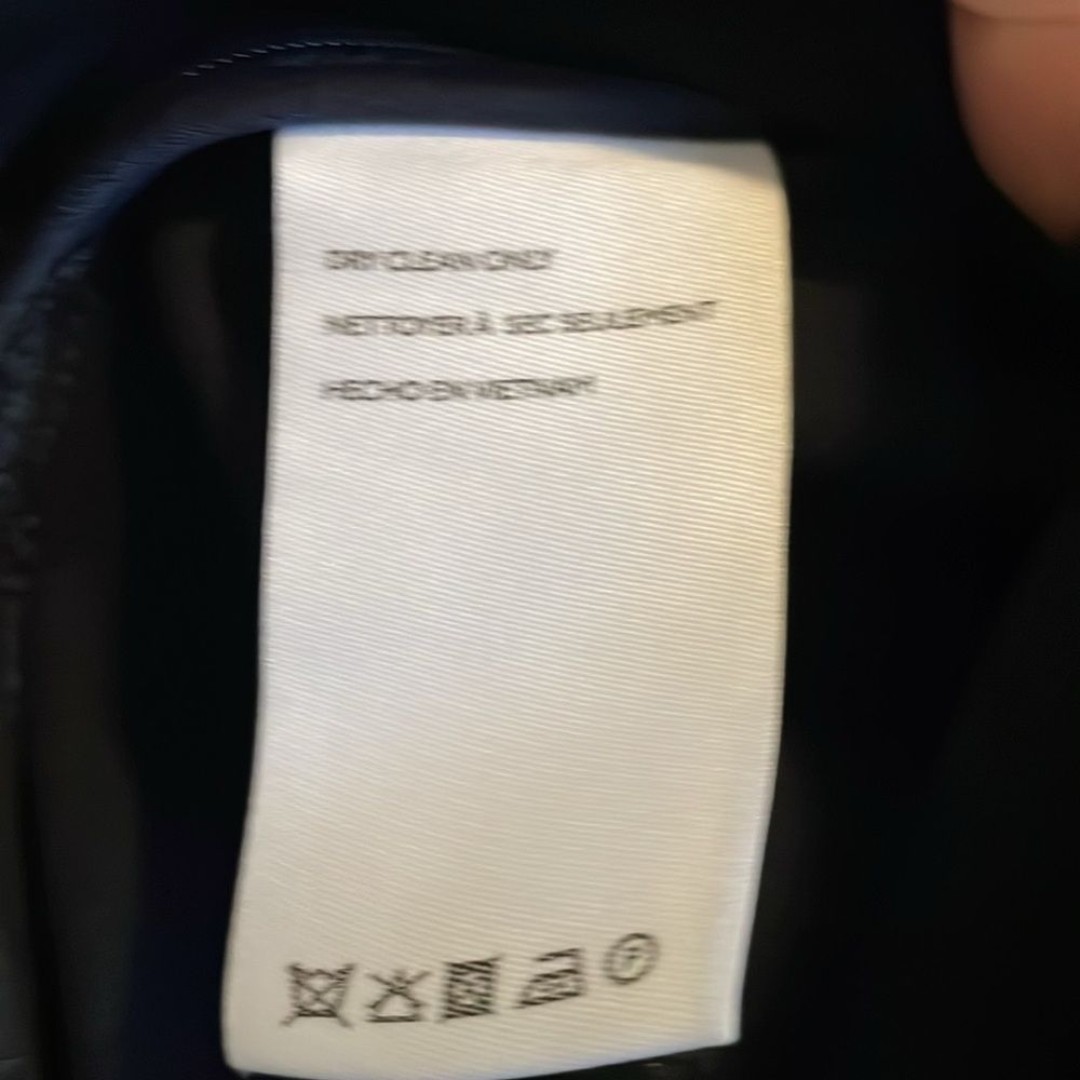 DRY CLEAN ONLY
NETTOYER À SEC SEULEMENT
HECHO EN VIETNAM